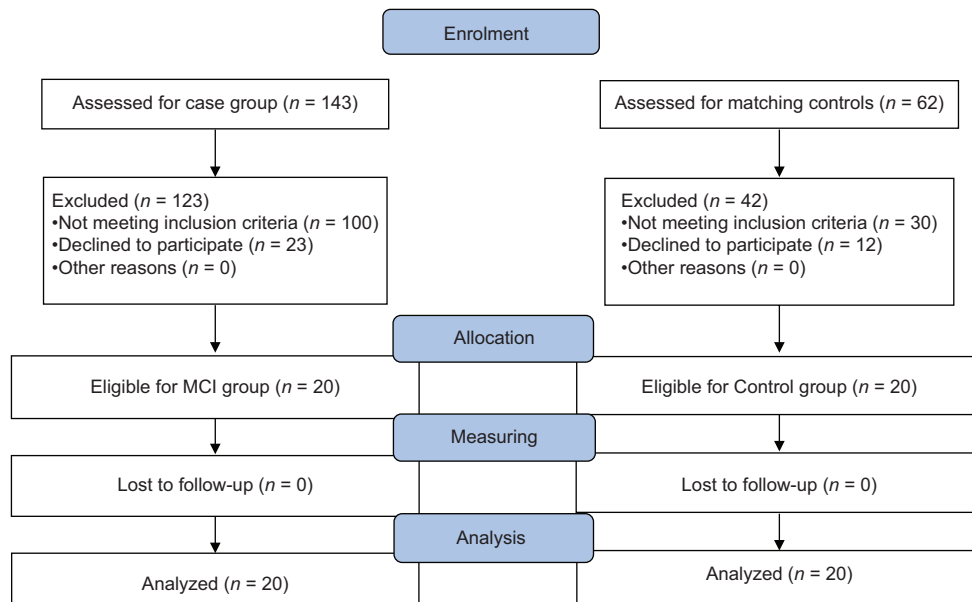 Enrolment
Assessed for case group (n = 143)
Assessed for matching controls (n = 62)
Excluded (n = 123)
•Not meeting inclusion criteria (n = 100)
•Declined to participate (n = 23)
•Other reasons (n = 0)
Excluded (n = 42)
•Not meeting inclusion criteria (n = 30)
•Declined to participate (n = 12)
•Other reasons (n = 0)
Allocation
Eligible for MCI group (n = 20)
Eligible for Control group (n = 20)
Measuring
Lost to follow-up (n = 0)
Lost to follow-up (n = 0)
Analysis
Analyzed (n = 20)
Analyzed (n = 20)